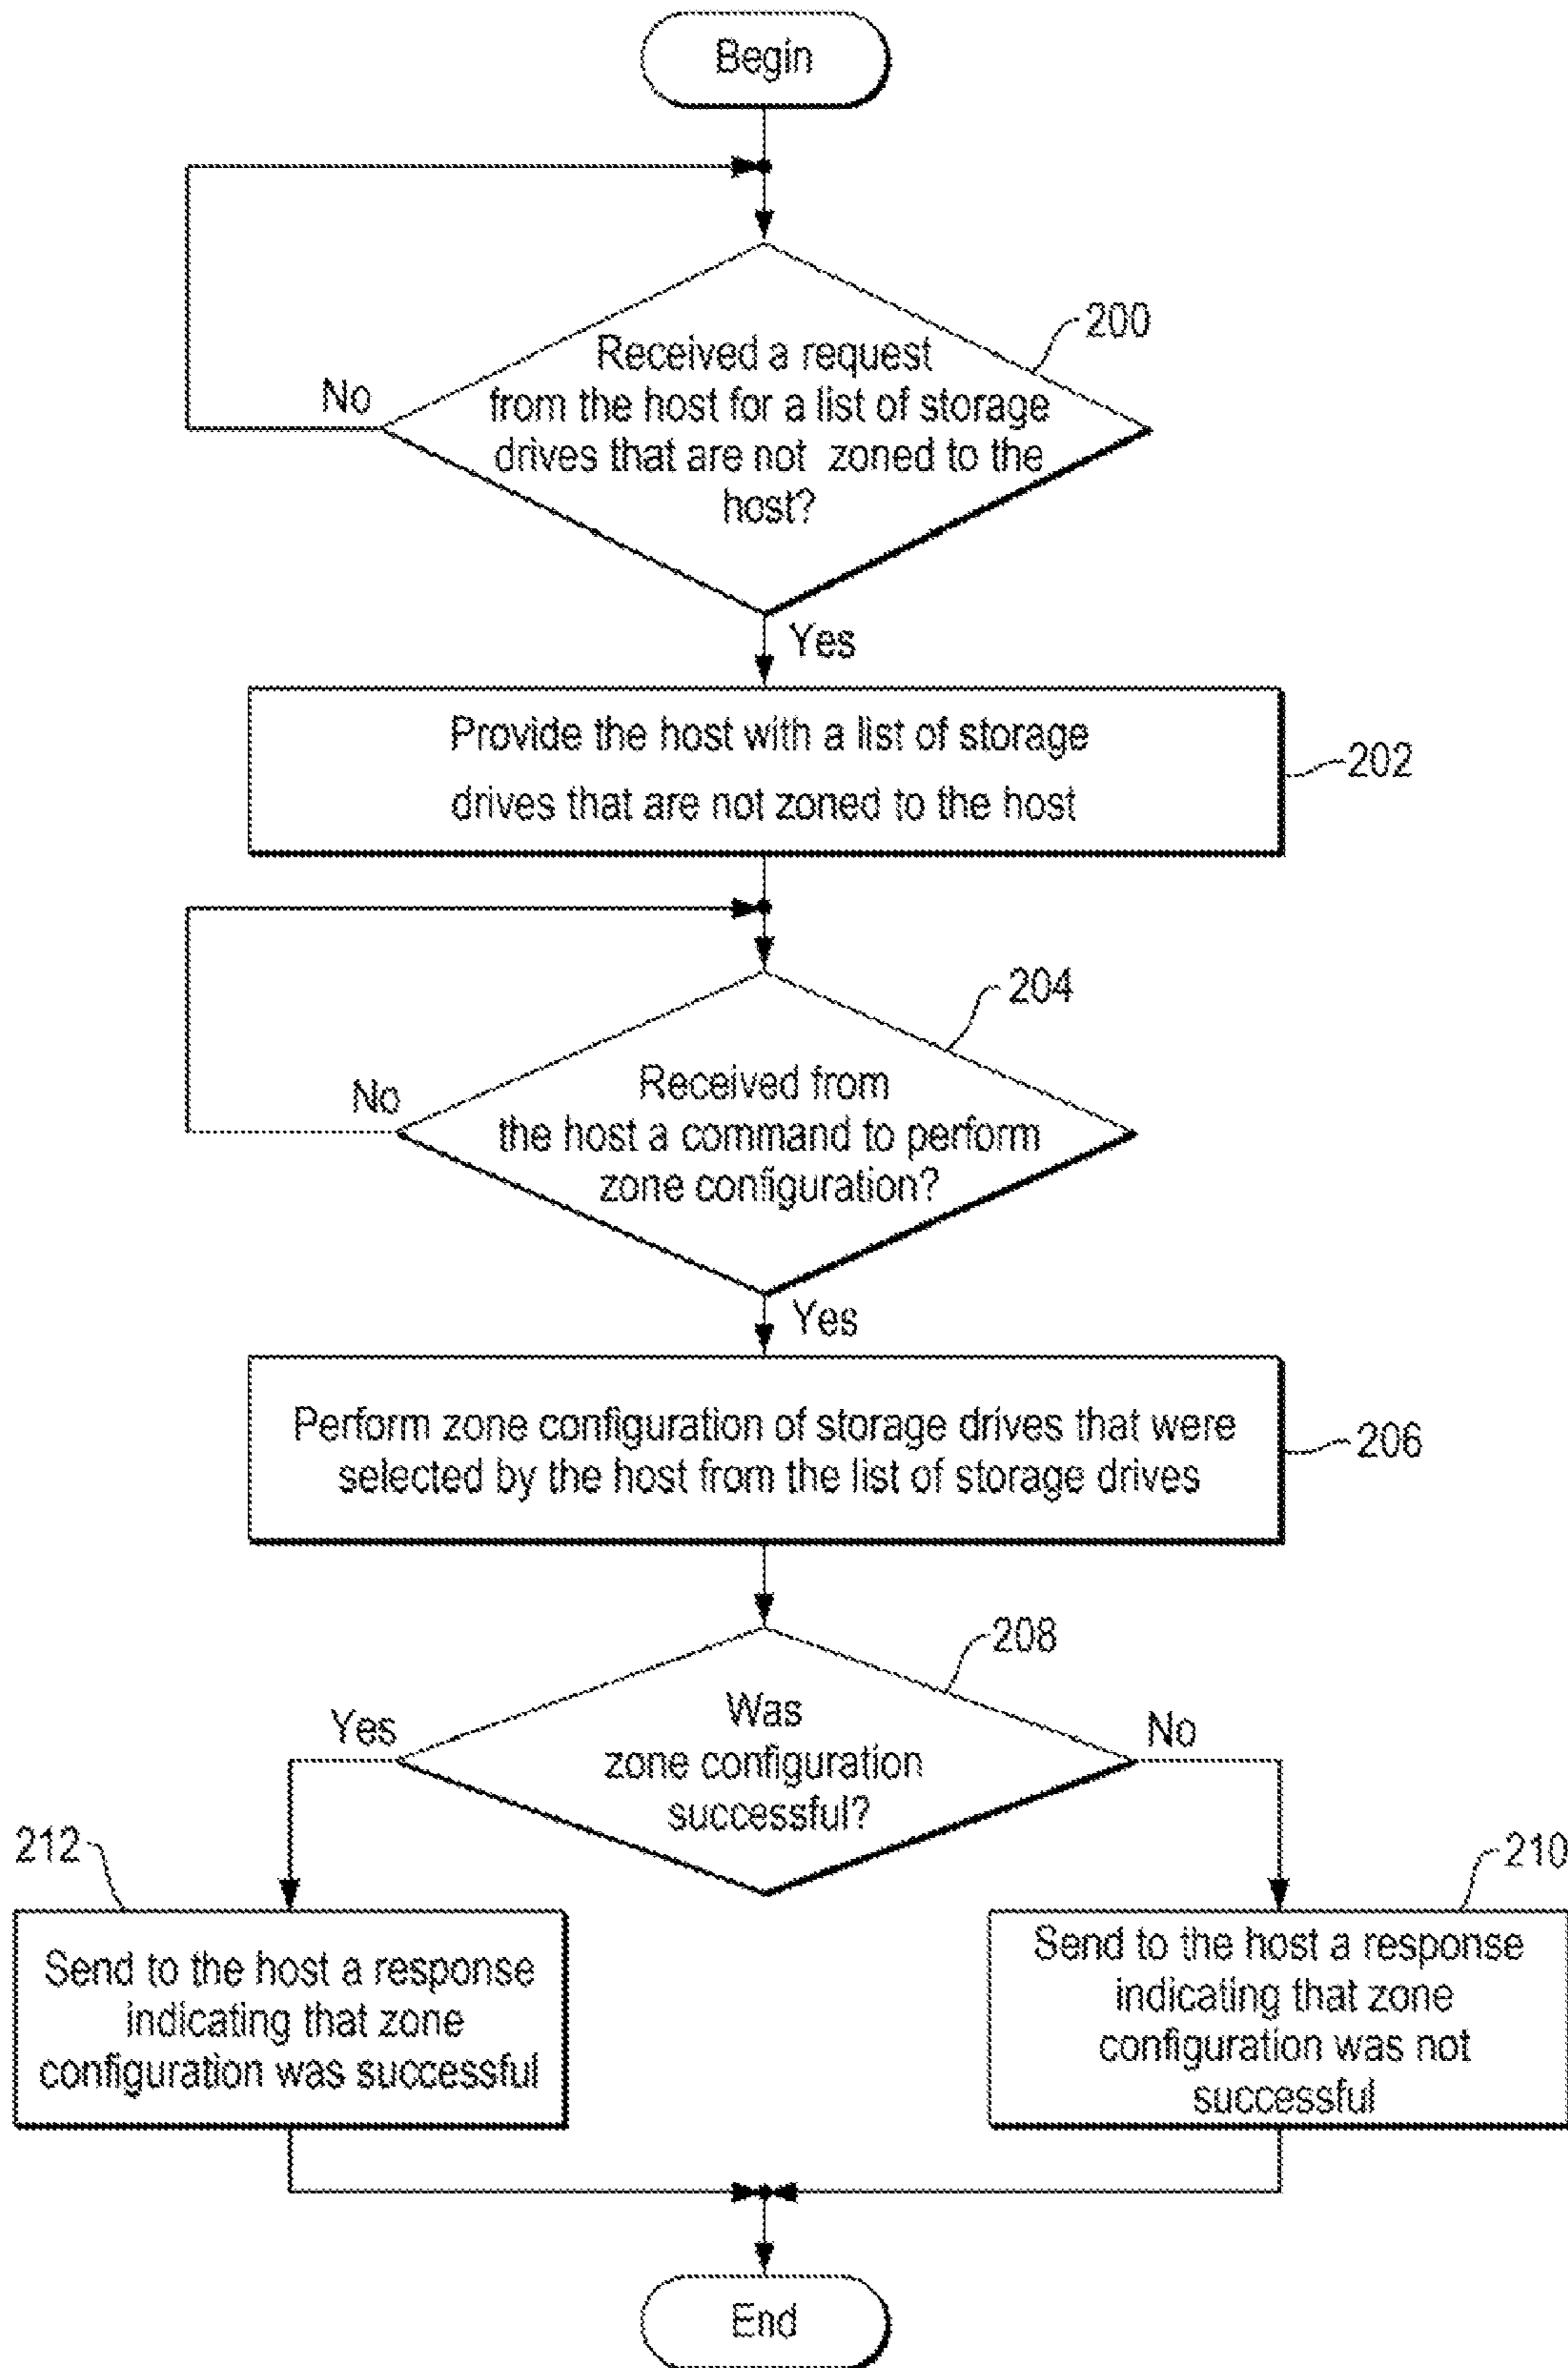 Begin
200
Received a request
from the host for a list of storage
drives that are not zoned to the
host?
No
Yes
Provide the host with a list of storage
drives that are not zoned to the host
202
204
Received from
the host a command to perform
zone configuration?
No
Yes
Perform zone configuration of storage drives that were
selected by the host from the list of storage drives
206
208
Was
zone configuration
successful?
Yes
No
212
210
Send to the host a response
indicating that zone
configuration was successful
Send to the host a response
indicating that zone
configuration was not
successful
End